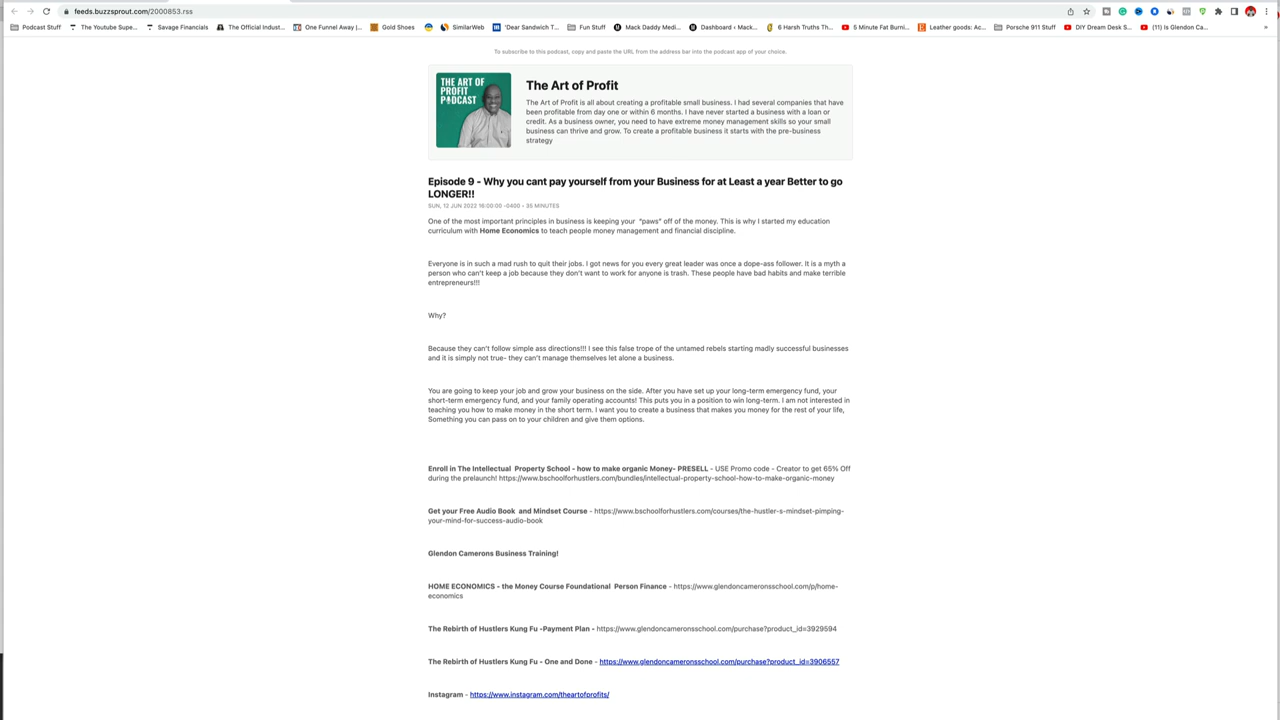 feeds.buzzsprout.com/2000853.rss
Podcast Stuff
The Youtube Supe...
Savage Financials
The Official Indust...
One Funnel Away |...
Gold Shoes
SimilarWeb
'Dear Sandwich T...
Fun Stuff
Mack Daddy Medi...
Dashboard ‹ Mack...
6 Harsh Truths Th...
5 Minute Fat Burni...
Leather goods: Ac...
Porsche 911 Stuff
DIY Dream Desk S...
(11) Is Glendon Ca...
»
To subscribe to this podcast, copy and paste the URL from the address bar into the podcast app of your choice.
THE ART OF
PROFIT
PODCAST
The Art of Profit
The Art of Profit is all about creating a profitable small business. I had several companies that have
been profitable from day one or within 6 months. I have never started a business with a loan or
credit. As a business owner, you need to have extreme money management skills so your small
business can thrive and grow. To create a profitable business it starts with the pre-business
strategy
Episode 9 - Why you cant pay yourself from your Business for at Least a year Better to go
LONGER!!
SUN, 12 JUN 2022 16:00:00 -0400 • 35 MINUTES
One of the most important principles in business is keeping your "paws" off of the money. This is why I started my education
curriculum with Home Economics to teach people money management and financial discipline.
Everyone is in such a mad rush to quit their jobs. I got news for you every great leader was once a dope-ass follower. It is a myth a
person who can't keep a job because they don't want to work for anyone is trash. These people have bad habits and make terrible
entrepreneurs!!!
Why?
Because they can't follow simple ass directions!!! I see this false trope of the untamed rebels starting madly successful businesses
and it is simply not true- they can't manage themselves let alone a business.
You are going to keep your job and grow your business on the side. After you have set up your long-term emergency fund, your
short-term emergency fund, and your family operating accounts! This puts you in a position to win long-term. I am not interested in
teaching you how to make money in the short term. I want you to create a business that makes you money for the rest of your life,
Something you can pass on to your children and give them options.
Enroll in The Intellectual Property School - how to make organic Money- PRESELL - USE Promo code - Creator to get 65% Off
during the prelaunch! https://www.bschoolforhustlers.com/bundles/intellectual-property-school-how-to-make-organic-money
Get your Free Audio Book and Mindset Course - https://www.bschoolforhustlers.com/courses/the-hustler-s-mindset-pimping-
your-mind-for-success-audio-book
Glendon Camerons Business Training!
HOME ECONOMICS - the Money Course Foundational Person Finance - https://www.glendoncameronsschool.com/p/home-
economics
The Rebirth of Hustlers Kung Fu -Payment Plan - https://www.glendoncameronsschool.com/purchase?product_id=3929594
The Rebirth of Hustlers Kung Fu - One and Done - https://www.glendoncameronsschool.com/purchase?product_id=3906557
Instagram - https://www.instagram.com/theartofprofits/